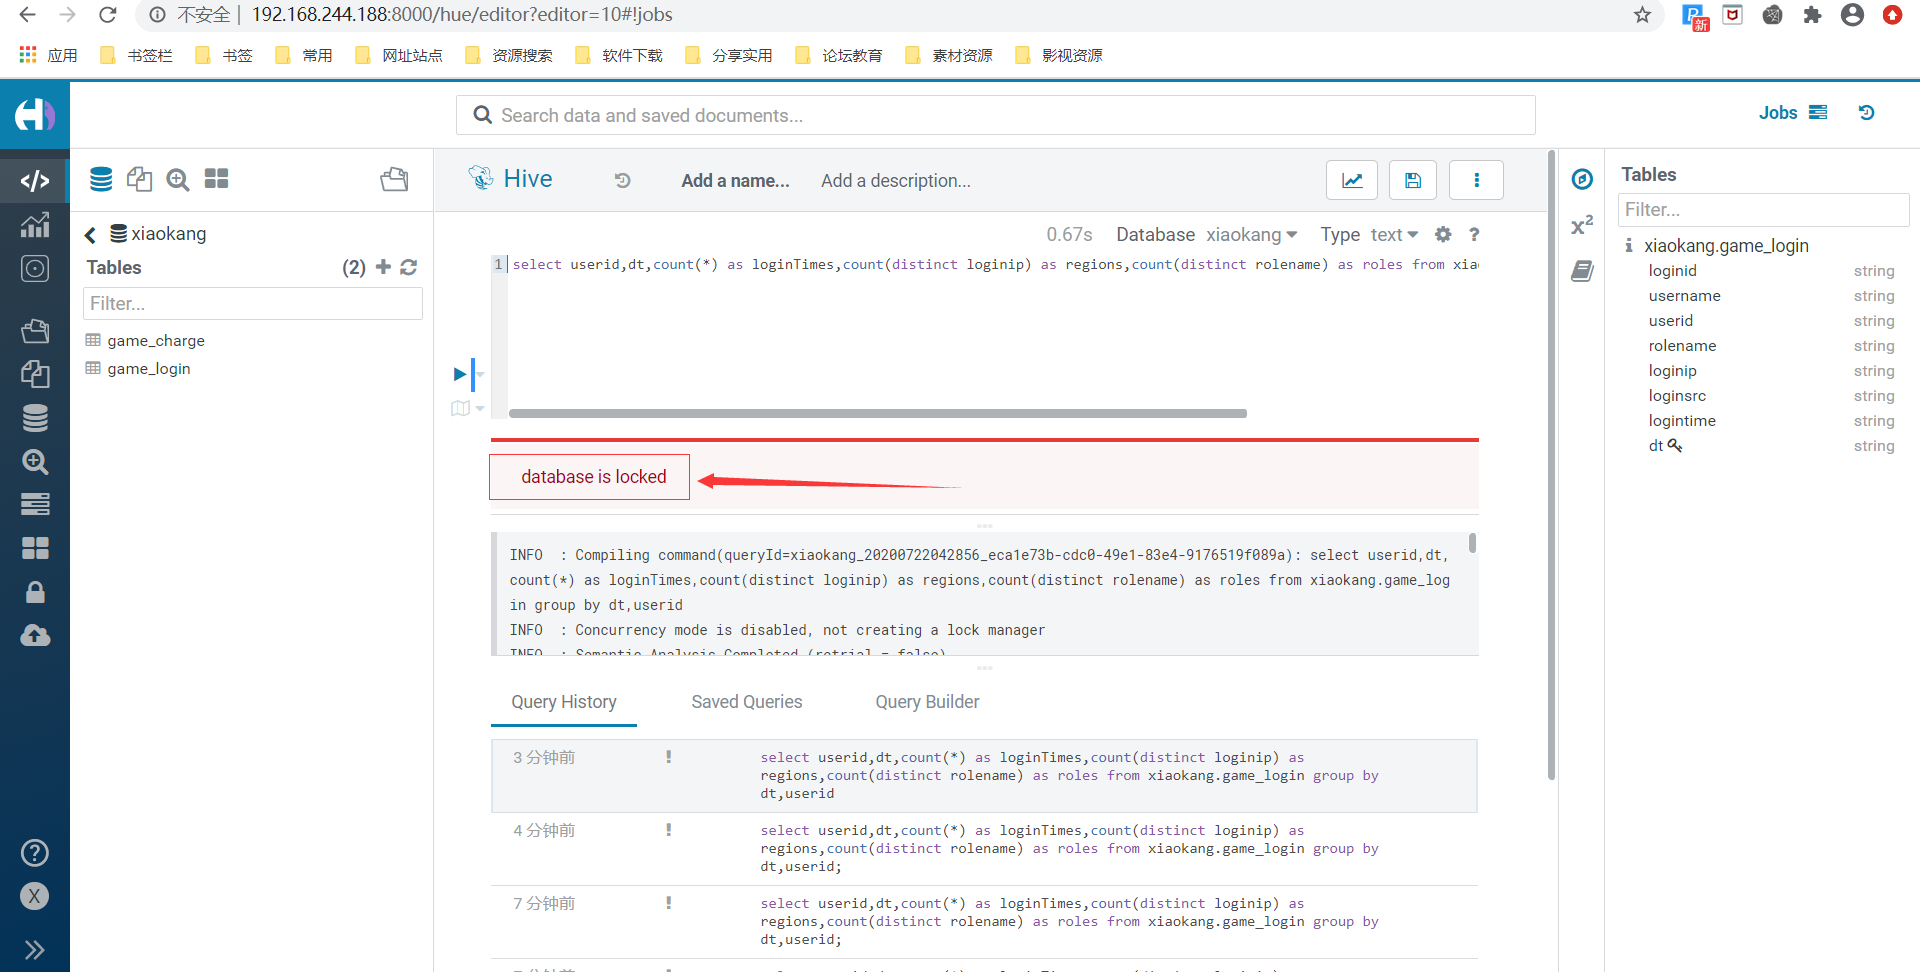 不安全 | 192.168.244.188:8000/hue/editor?editor=10#!jobs
新
应用 书签栏 书签 常用 网址站点 资源搜索 软件下载 分享实用 论坛教育 素材资源 影视资源
Search data and saved documents...
Jobs
Hive
Add a name... Add a description...
xiaokang
Tables (2)
Filter...
game_charge
game_login
0.67s Database xiaokang Type text ?
1 select userid,dt,count(*) as loginTimes,count(distinct loginip) as regions,count(distinct rolename) as roles from xia
database is locked
INFO : Compiling command(queryId=xiaokang_20200722042856_eca1e73b-cdc0-49e1-83e4-9176519f089a): select userid,dt,
count(*) as loginTimes,count(distinct loginip) as regions,count(distinct rolename) as roles from xiaokang.game_log
in group by dt,userid
INFO : Concurrency mode is disabled, not creating a lock manager
INFO : Semantic Analysis Completed (retrial = false)
Query History Saved Queries Query Builder
3 分钟前 ! select userid,dt,count(*) as loginTimes,count(distinct loginip) as
regions,count(distinct rolename) as roles from xiaokang.game_login group by
dt,userid
4 分钟前 ! select userid,dt,count(*) as loginTimes,count(distinct loginip) as
regions,count(distinct rolename) as roles from xiaokang.game_login group by
dt,userid;
7 分钟前 ! select userid,dt,count(*) as loginTimes,count(distinct loginip) as
regions,count(distinct rolename) as roles from xiaokang.game_login group by
dt,userid;
Tables
Filter...
xiaokang.game_login
loginid string
username string
userid string
rolename string
loginip string
loginsrc string
logintime string
dt string
x²
?
X